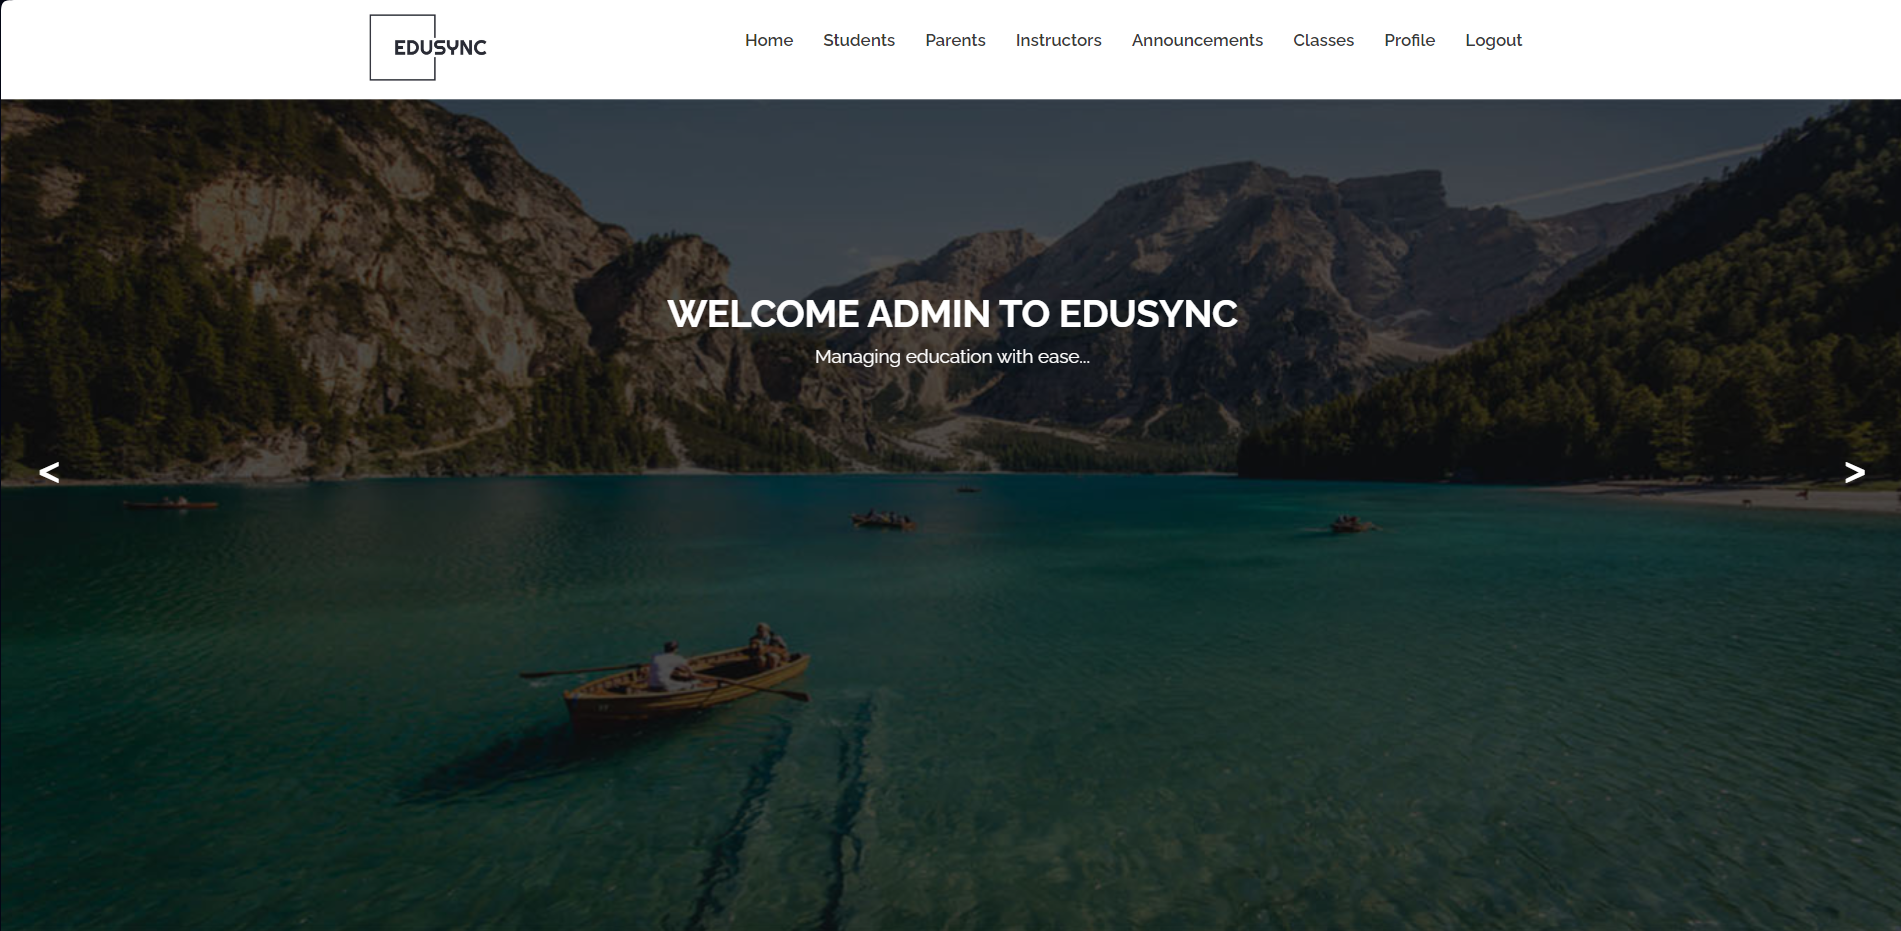 EDUSYNC
Home Students Parents Instructors Announcements Classes Profile Logout
WELCOME ADMIN TO EDUSYNC
Managing education with ease...
< >